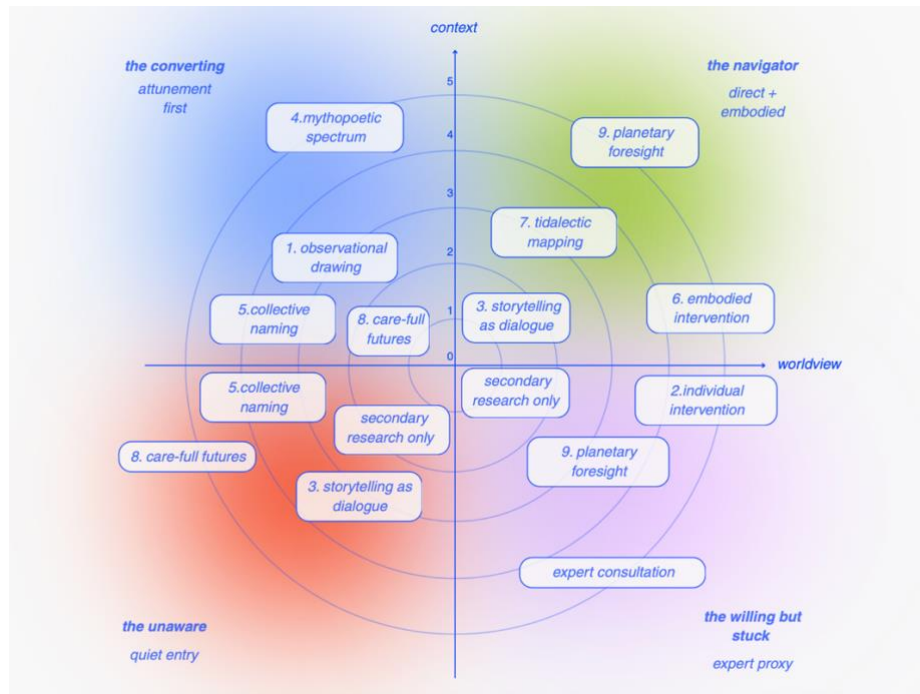 context
the converting
attunement
first
the navigator
direct +
embodied
5
4.mythopoetic
spectrum
4
9. planetary
foresight
3
7. tidalectic
mapping
1. observational
drawing
2
5.collective
naming
8. care-full
futures
1
3. storytelling
as dialogue
6. embodied
intervention
0
worldview
5.collective
naming
secondary
research only
secondary
research only
2.individual
intervention
8. care-full futures
3. storytelling as
dialogue
9. planetary
foresight
expert consultation
the unaware
quiet entry
the willing but
stuck
expert proxy